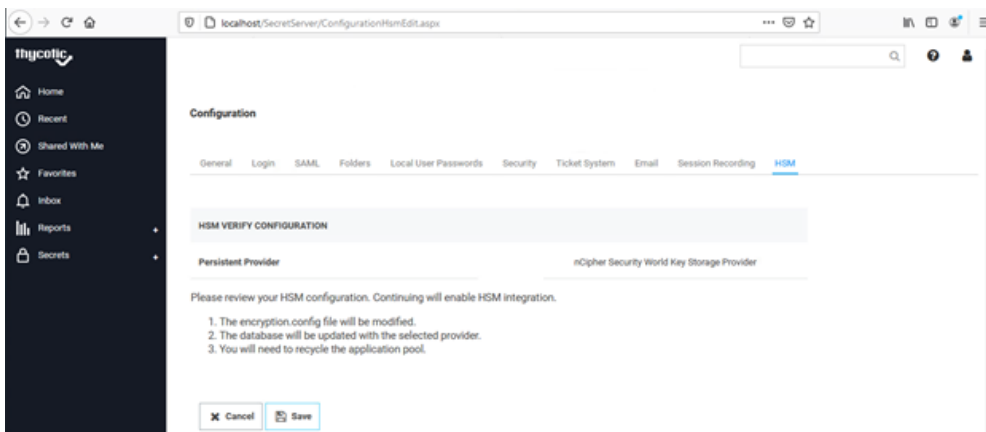 localhost/SecretServer/ConfigurationHsmEdit.aspx
thycotic
Home
Recent
Shared With Me
Favorites
Inbox
Reports +
Secrets +
Configuration
General Login SAML Folders Local User Passwords Security Ticket System Email Session Recording HSM
HSM VERIFY CONFIGURATION
Persistent Provider nCipher Security World Key Storage Provider
Please review your HSM configuration. Continuing will enable HSM integration.
1. The encryption.config file will be modified.
2. The database will be updated with the selected provider.
3. You will need to recycle the application pool.
Cancel Save